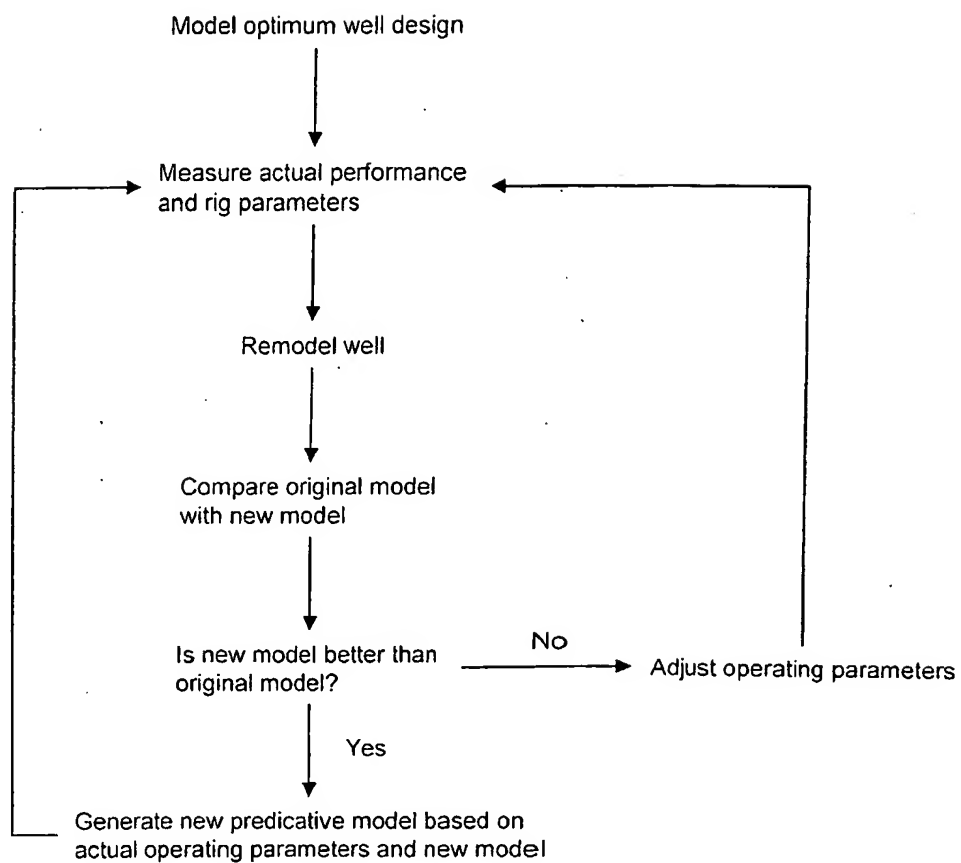 Model optimum well design
Measure actual performance
and rig parameters
Remodel well
Compare original model
with new model
Is new model better than
original model?
No
Adjust operating parameters
Yes
Generate new predicative model based on
actual operating parameters and new model